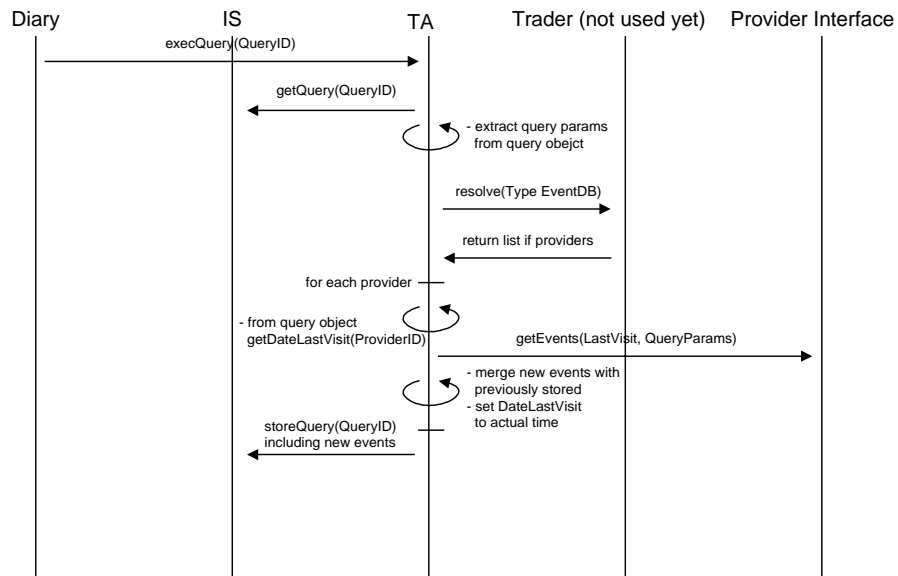 Diary IS TA Trader (not used yet) Provider Interface
execQuery(QueryID)
getQuery(QueryID)
- extract query params
from query obejct
resolve(Type EventDB)
return list if providers
for each provider
- from query object
getDateLastVisit(ProviderID)
getEvents(LastVisit, QueryParams)
- merge new events with
previously stored
- set DateLastVisit
to actual time
storeQuery(QueryID)
including new events